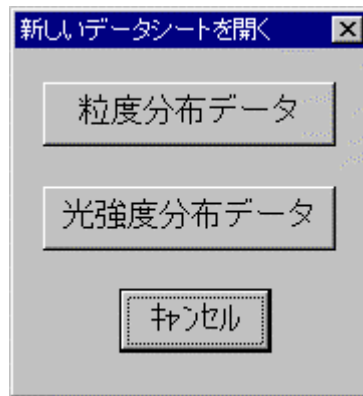 新しいデータシートを開く
粒度分布データ
光強度分布データ
ｷｬﾝｾﾙ